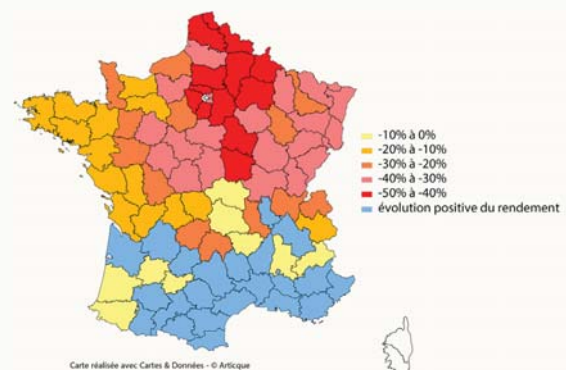 -10% à 0%
-20% à -10%
-30% à -20%
-40% à -30%
-50% à -40%
évolution positive du rendement
Carte réalisée avec Cartes & Données - © Articque